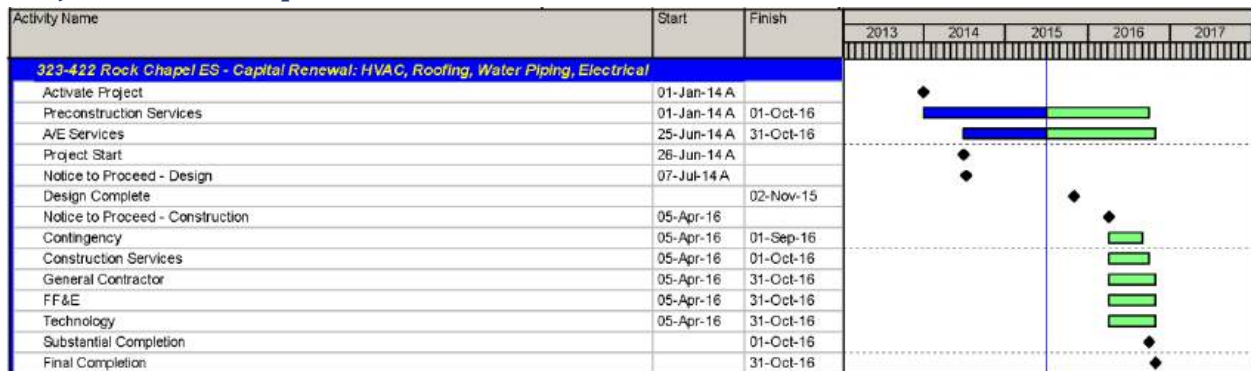 Activity Name Start Finish
2013 2014 2015 2016 2017
323-422 Rock Chapel ES - Capital Renewal: HVAC, Roofing, Water Piping, Electrical
Activate Project 01-Jan-14 A
Preconstruction Services 01-Jan-14 A 01-Oct-16
A/E Services 25-Jun-14 A 31-Oct-16
Project Start 26-Jun-14 A
Notice to Proceed - Design 07-Jul-14 A
Design Complete 02-Nov-15
Notice to Proceed - Construction 05-Apr-16
Contingency 05-Apr-16 01-Sep-16
Construction Services 05-Apr-16 01-Oct-16
General Contractor 05-Apr-16 31-Oct-16
FF&E 05-Apr-16 31-Oct-16
Technology 05-Apr-16 31-Oct-16
Substantial Completion 01-Oct-16
Final Completion 31-Oct-16